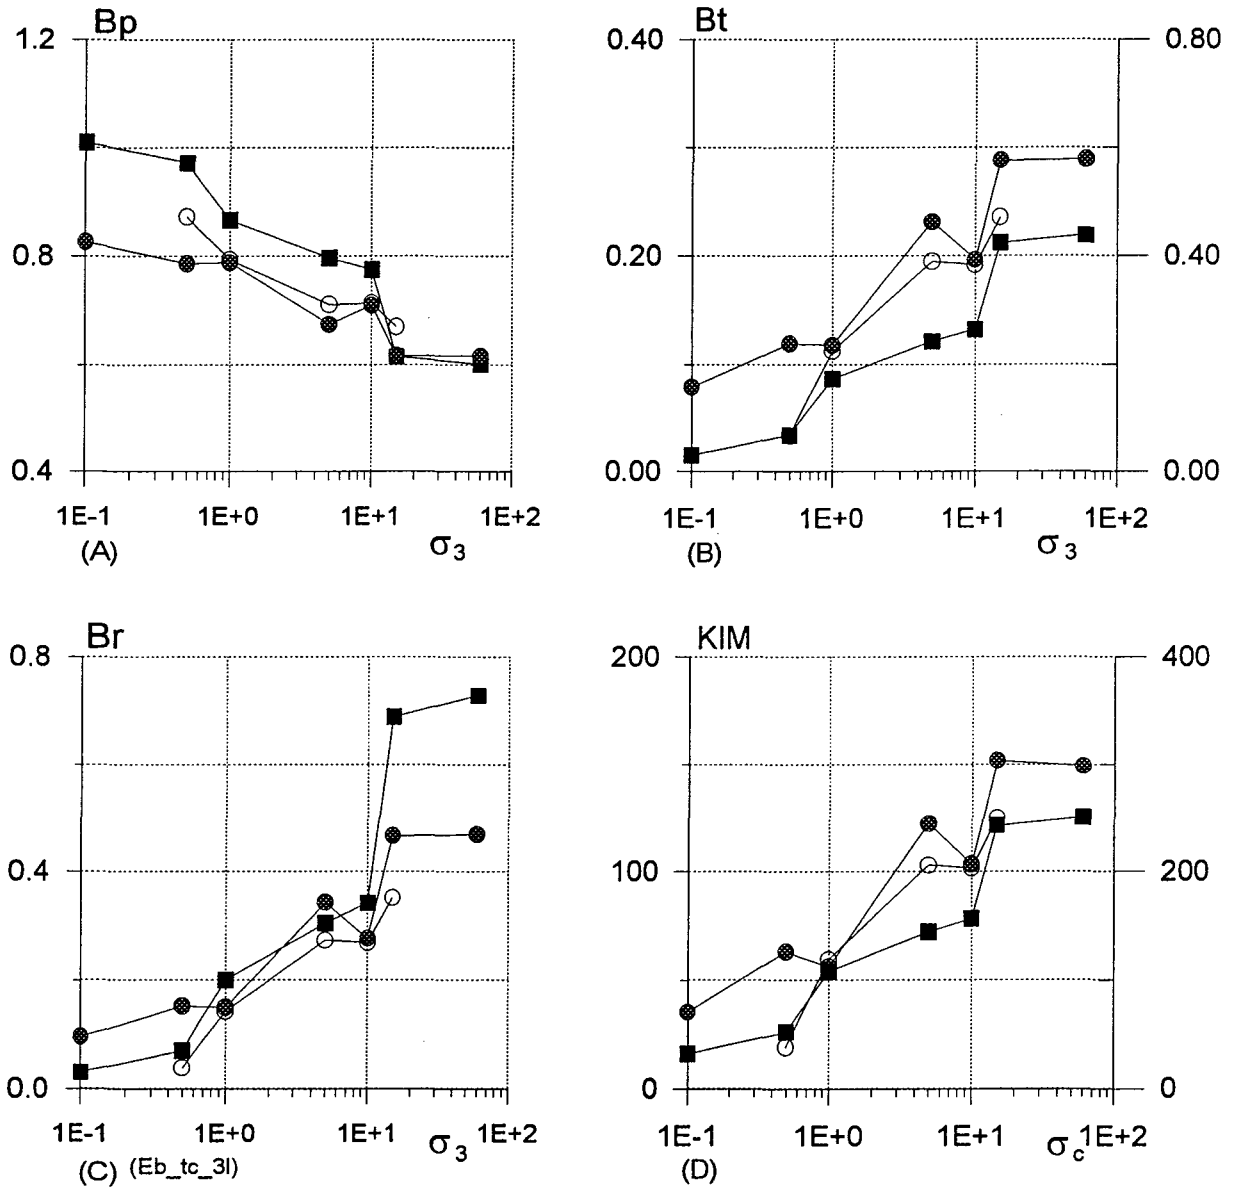 Bp
1.2
0.8
0.4
1E-1 1E+0 1E+1 1E+2
(A) σ3
Bt
0.40 0.80
0.20 0.40
0.00 0.00
1E-1 1E+0 1E+1 1E+2
(B) σ3
Br
0.8
0.4
0.0
1E-1 1E+0 1E+1 σ3 1E+2
(C) (Eb_tc_3l)
KIM
200 400
100 200
0 0
1E-1 1E+0 1E+1 σc 1E+2
(D)